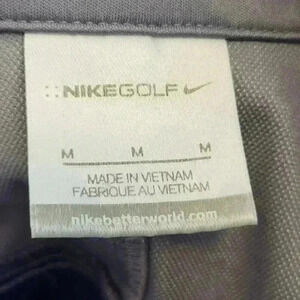 NIKEGOLF
M M M
MADE IN VIETNAM
FABRIQUE AU VIETNAM
nikebetterworld.com